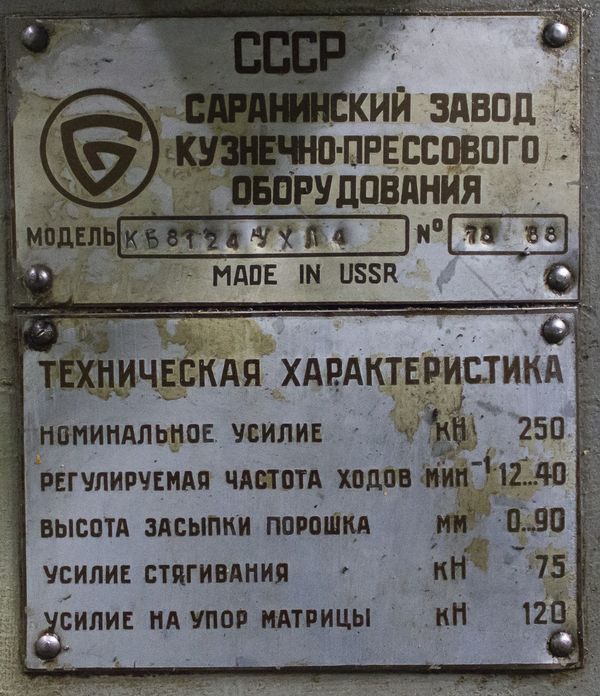 СССР
САРАНИНСКИЙ ЗАВОД
КУЗНЕЧНО-ПРЕССОВОГО
ОБОРУДОВАНИЯ
МОДЕЛЬ КБ8124УХЛ4 № 78 88
MADE IN USSR
ТЕХНИЧЕСКАЯ ХАРАКТЕРИСТИКА
НОМИНАЛЬНОЕ УСИЛИЕ кН 250
РЕГУЛИРУЕМАЯ ЧАСТОТА ХОДОВ МИН⁻¹ 12...40
ВЫСОТА ЗАСЫПКИ ПОРОШКА ММ 0...90
УСИЛИЕ СТЯГИВАНИЯ кН 75
УСИЛИЕ НА УПОР МАТРИЦЫ кН 120